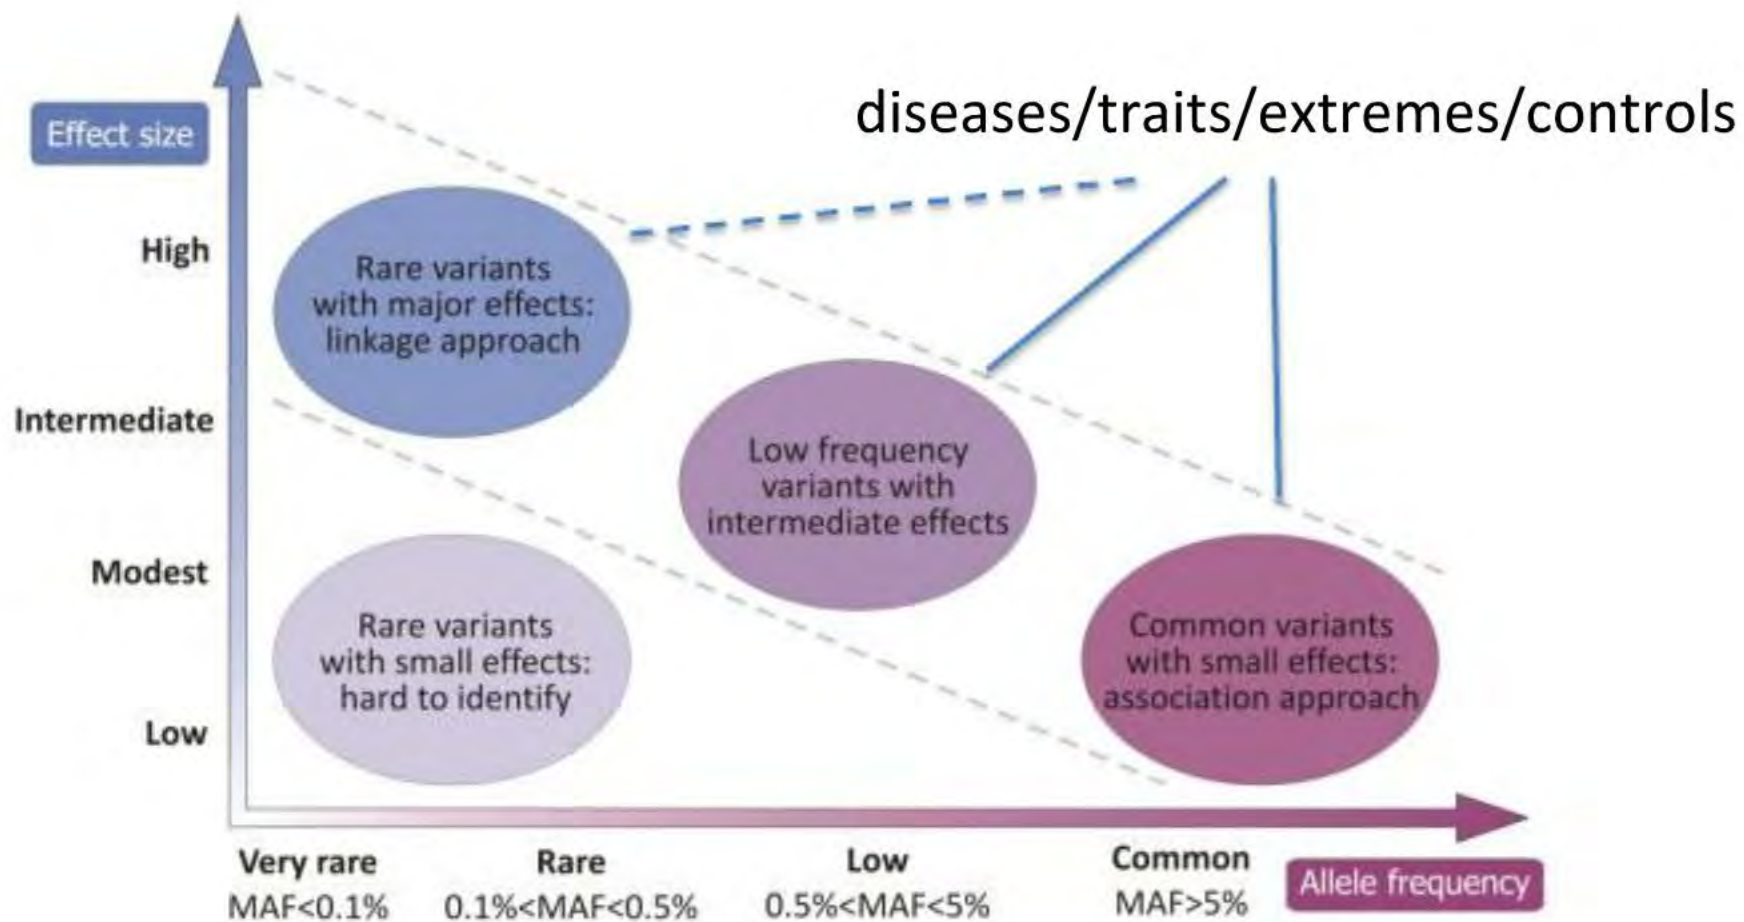 diseases/traits/extremes/controls
Effect size
High
Intermediate
Modest
Low
Rare variants
with major effects:
linkage approach
Low frequency
variants with
intermediate effects
Rare variants
with small effects:
hard to identify
Common variants
with small effects:
association approach
Very rare
MAF<0.1%
Rare
0.1%<MAF<0.5%
Low
0.5%<MAF<5%
Common
MAF>5%
Allele frequency